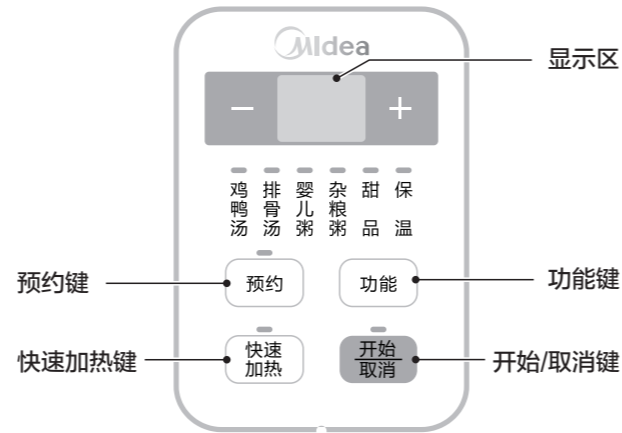 Midea
显示区
− +
鸡鸭汤 排骨汤 婴儿粥 杂粮粥 甜品 保温
预约键 预约 功能 功能键
快速加热键 快速 开始 开始/取消键
加热 取消